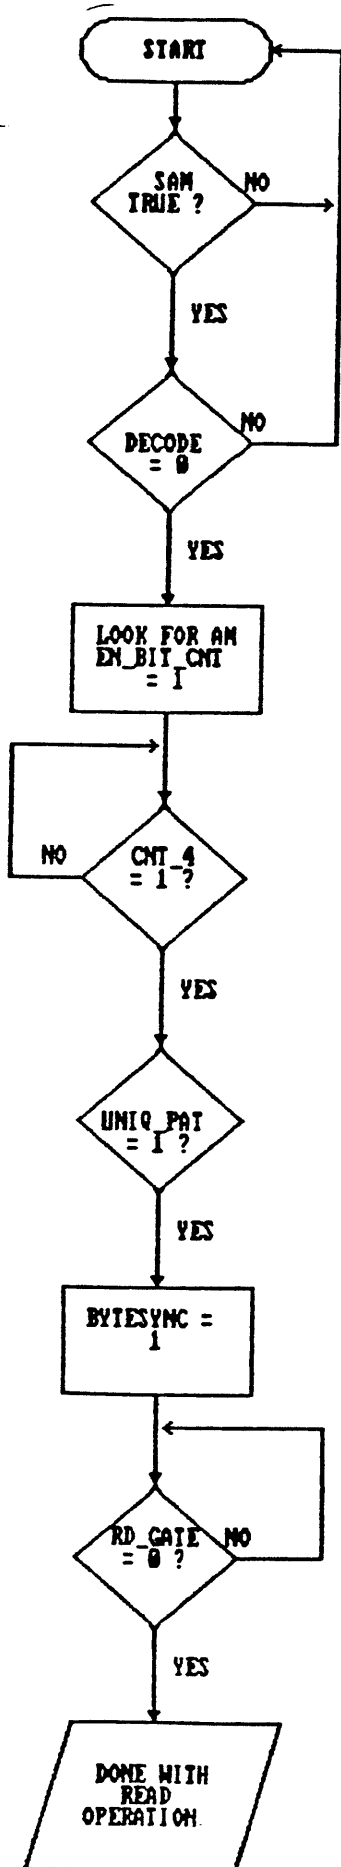 START
SAM
TRUE ?
NO
YES
DECODE
= 0
NO
YES
LOOK FOR AN
EN_BIT_CNT
= 1
CNT_4
= 1 ?
NO
YES
UNIQ_PAT
= 1 ?
YES
BYTESYNC =
1
RD_GATE
= 0 ?
NO
YES
DONE WITH
READ
OPERATION